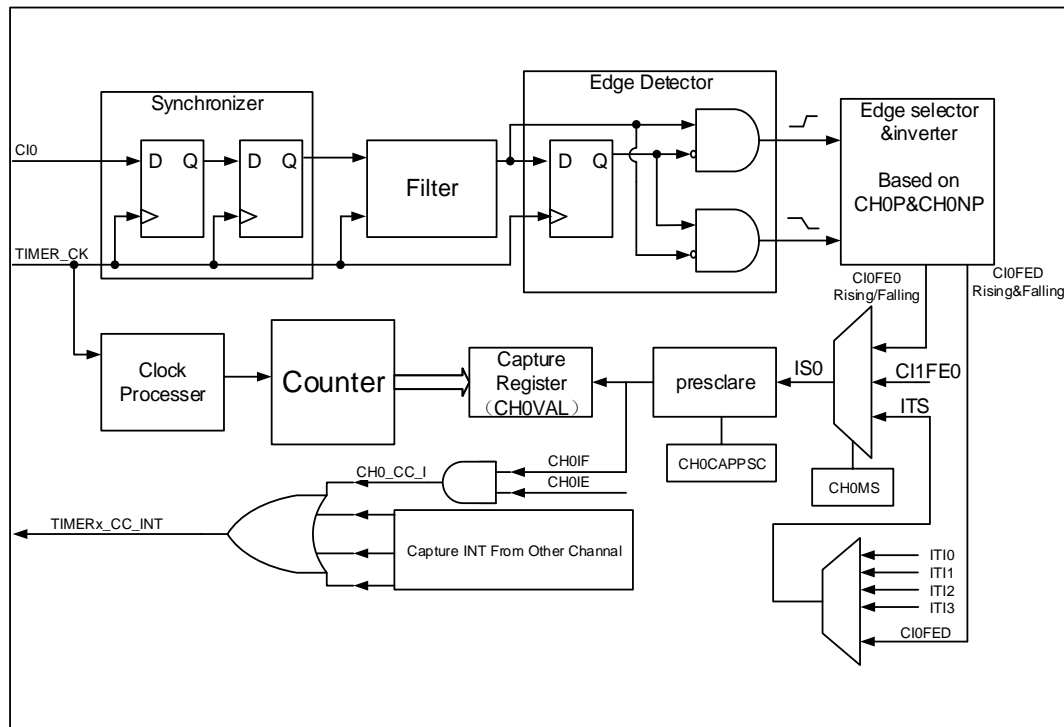 Synchronizer
Edge Detector
CI0
D Q
D Q
Filter
D Q
Edge selector
&inverter
Based on
CH0P&CH0NP
TIMER_CK
CI0FE0
Rising/Falling
CI0FED
Rising&Falling
Clock
Processer
Counter
Capture
Register
（CH0VAL）
presclare
IS0
CI1FE0
ITS
CH0CAPPSC
CH0MS
CH0_CC_I
CH0IF
CH0IE
TIMERx_CC_INT
Capture INT From Other Channal
ITI0
ITI1
ITI2
ITI3
CI0FED